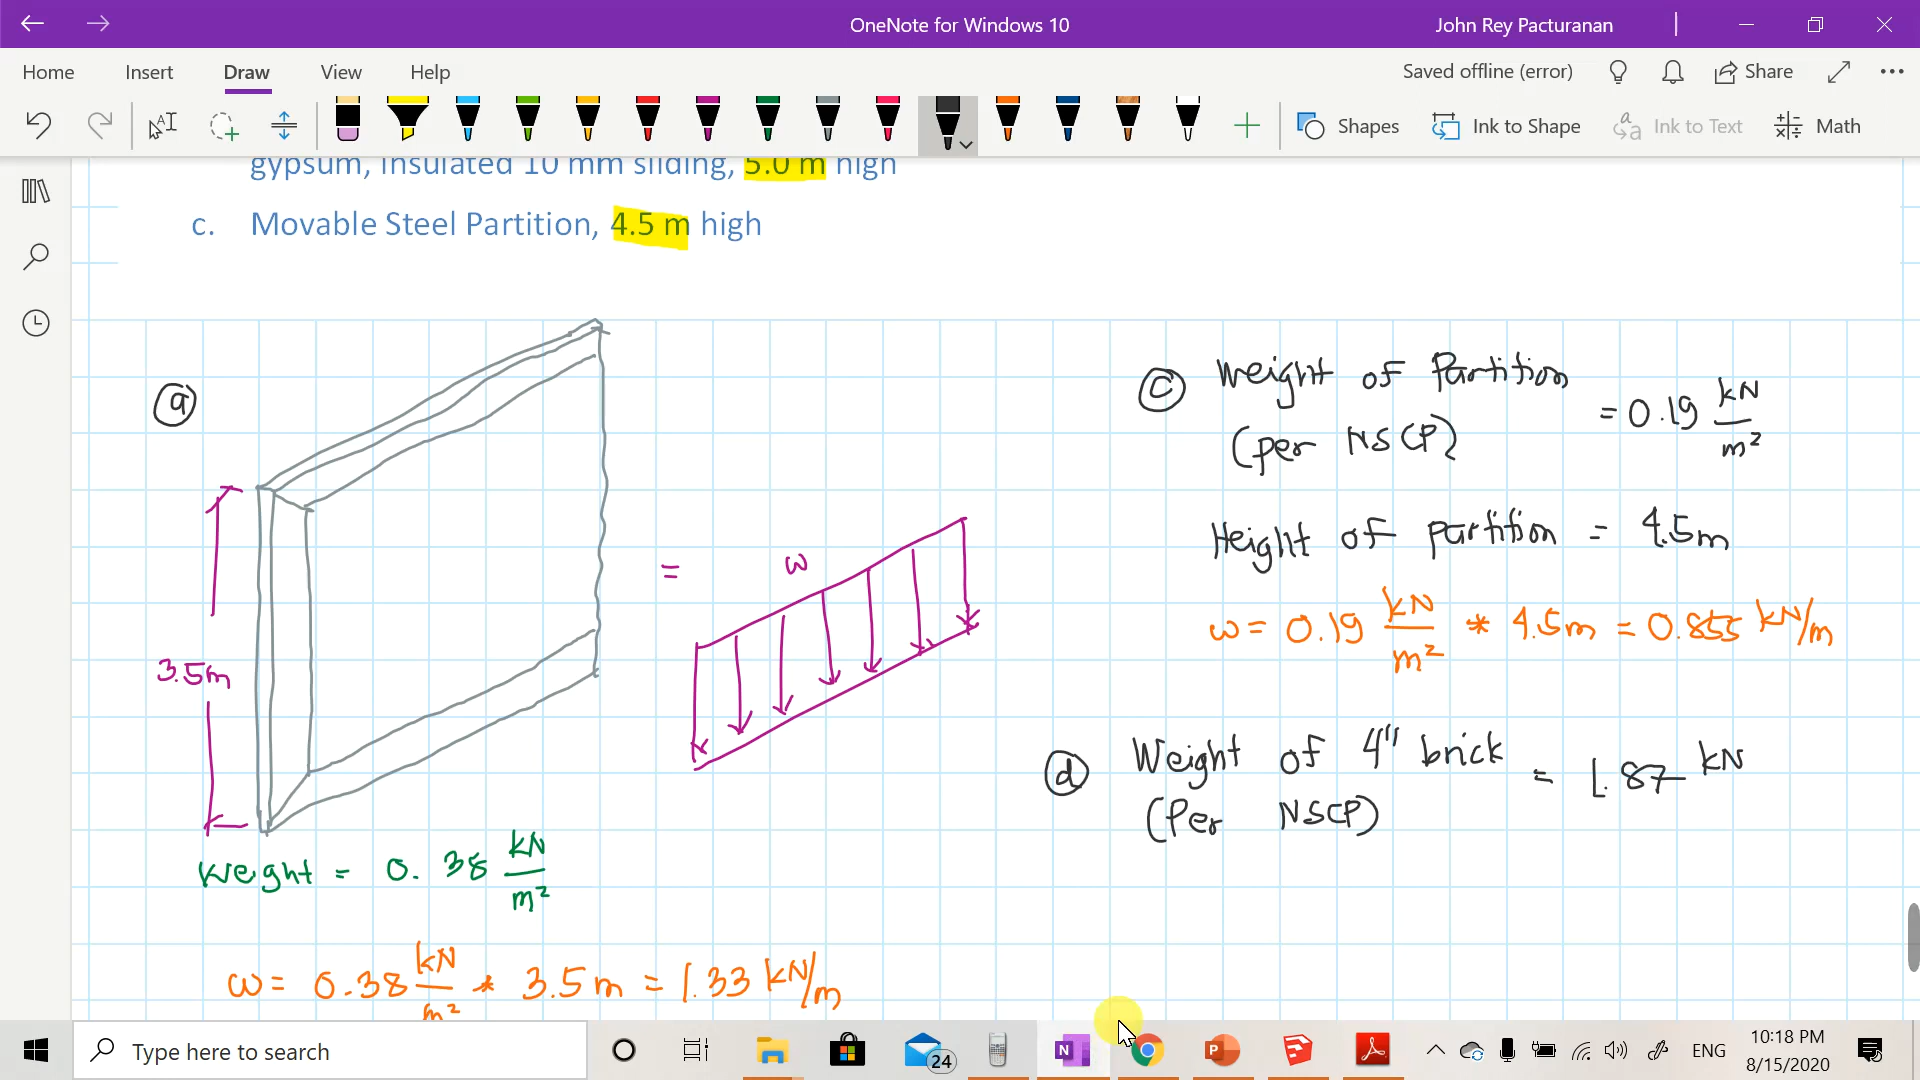 OneNote for Windows 10
John Rey Pacturanan
Home Insert Draw View Help
Saved offline (error)
Share
Shapes
Ink to Shape
Ink to Text
Math
gypsum, insulated 10 mm sliding, 5.0 m high
c. Movable Steel Partition, 4.5 m high
a
3.5m
= w
Weight = 0.38 kN/m²
w = 0.38 kN/m² * 3.5m = 1.33 kN/m
c Weight of Partition
(per NSCP) = 0.19 kN/m²
Height of partition = 4.5m
w = 0.19 kN/m² * 4.5m = 0.855 kN/m
d Weight of 4" brick
(Per NSCP) = 1.87 kN
Type here to search
24
ENG
10:18 PM
8/15/2020